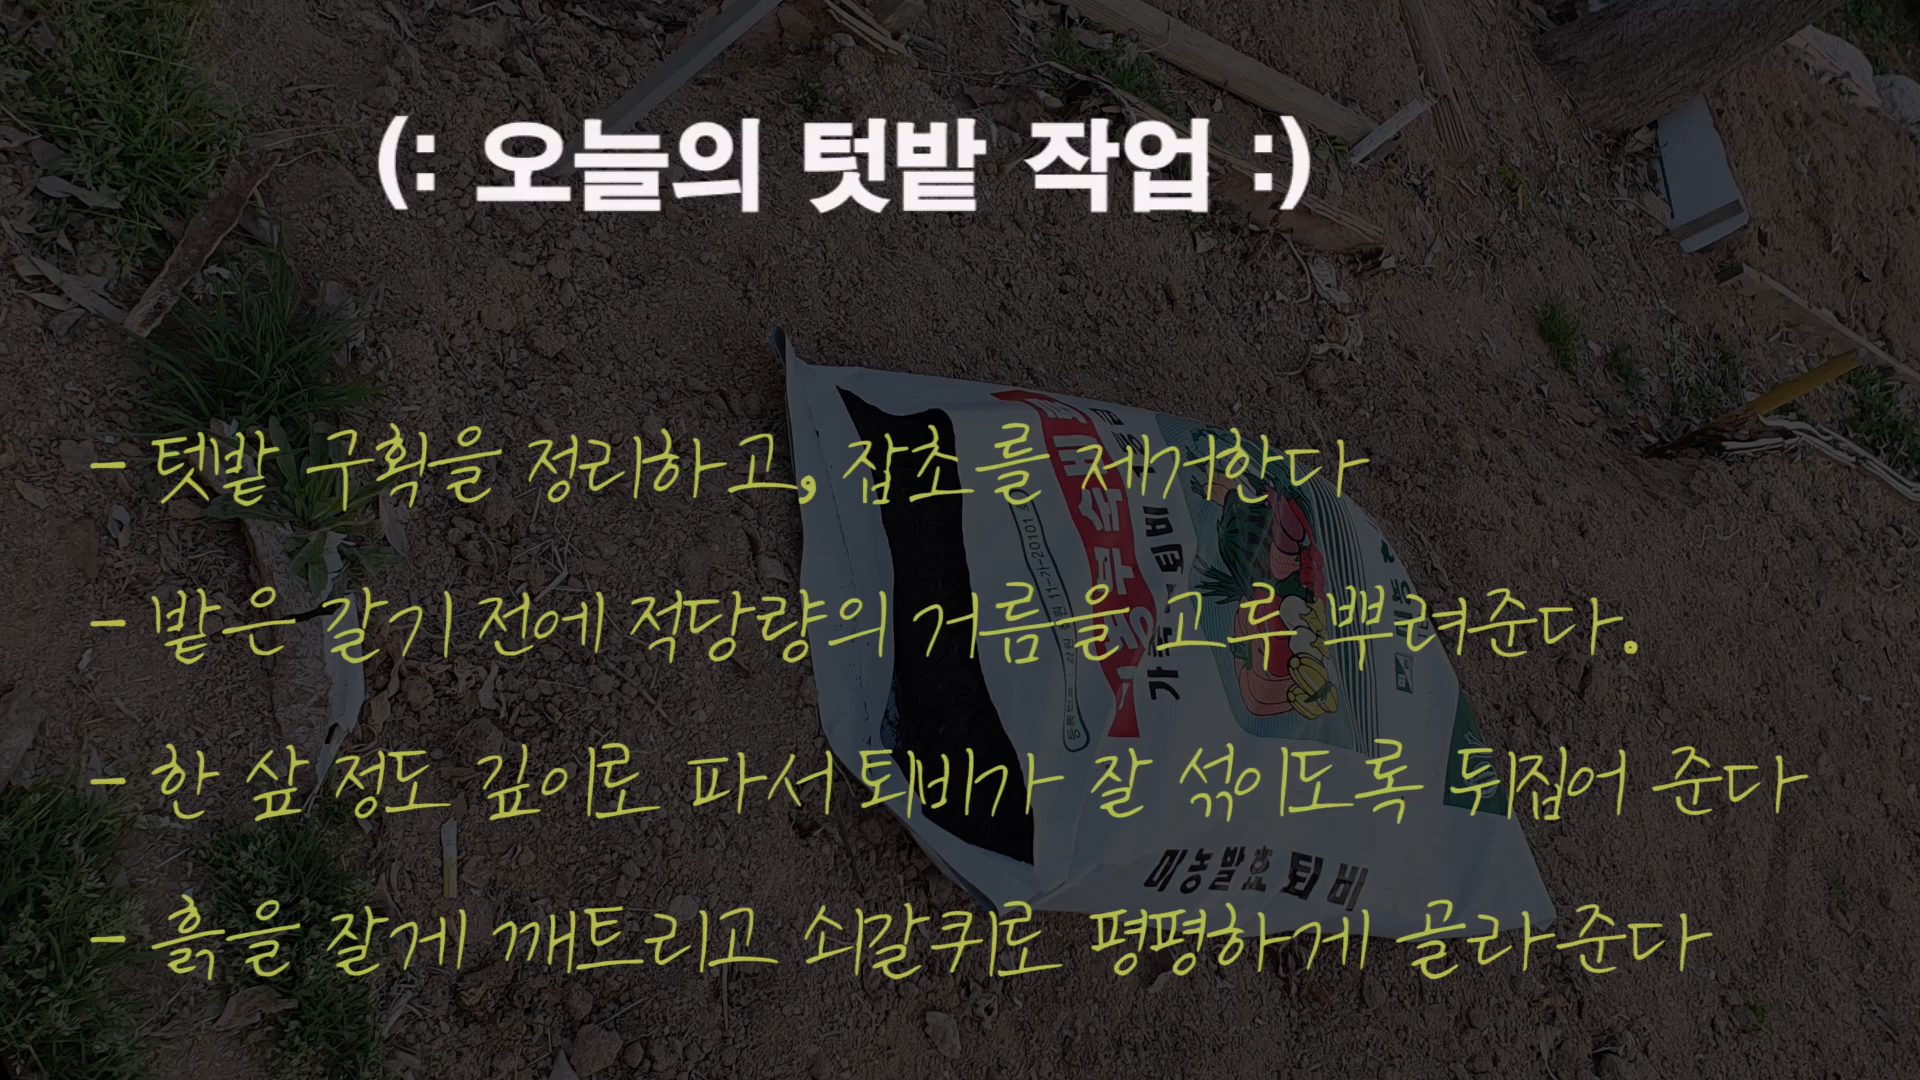 (: 오늘의 텃밭 작업 :)
- 텃밭 구획을 정리하고, 잡초를 제거한다
- 밭은 갈기 전에 적당량의 거름을 고루 뿌려준다.
- 한 삽 정도 깊이로 파서 퇴비가 잘 섞이도록 뒤집어 준다
- 흙을 잘게 깨트리고 쇠갈퀴로 평평하게 골라준다
미농발효퇴비